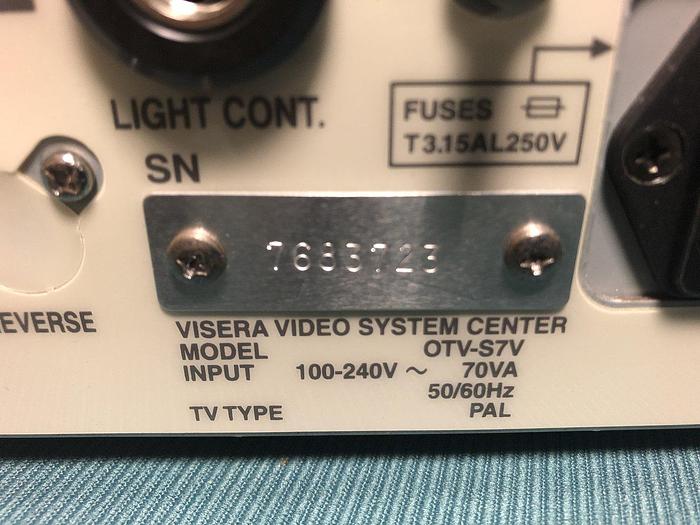 LIGHT CONT.
FUSES
T3.15AL250V
SN
7683723
EVERSE
VISERA VIDEO SYSTEM CENTER
MODEL OTV-S7V
INPUT 100-240V ~ 70VA
50/60Hz
TV TYPE PAL